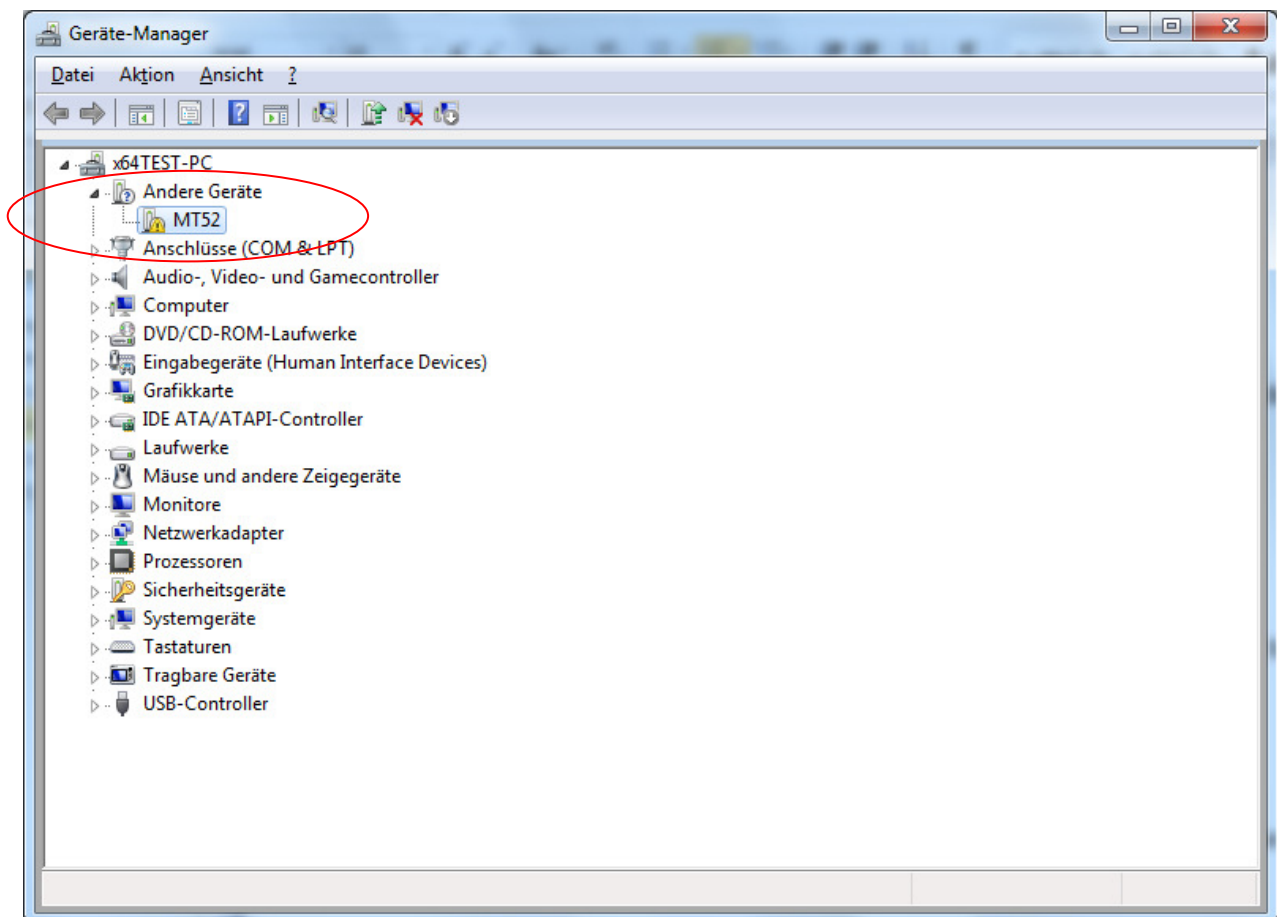 Geräte-Manager
Datei Aktion Ansicht ?
x64TEST-PC
Andere Geräte
MT52
Anschlüsse (COM & LPT)
Audio-, Video- und Gamecontroller
Computer
DVD/CD-ROM-Laufwerke
Eingabegeräte (Human Interface Devices)
Grafikkarte
IDE ATA/ATAPI-Controller
Laufwerke
Mäuse und andere Zeigegeräte
Monitore
Netzwerkadapter
Prozessoren
Sicherheitsgeräte
Systemgeräte
Tastaturen
Tragbare Geräte
USB-Controller